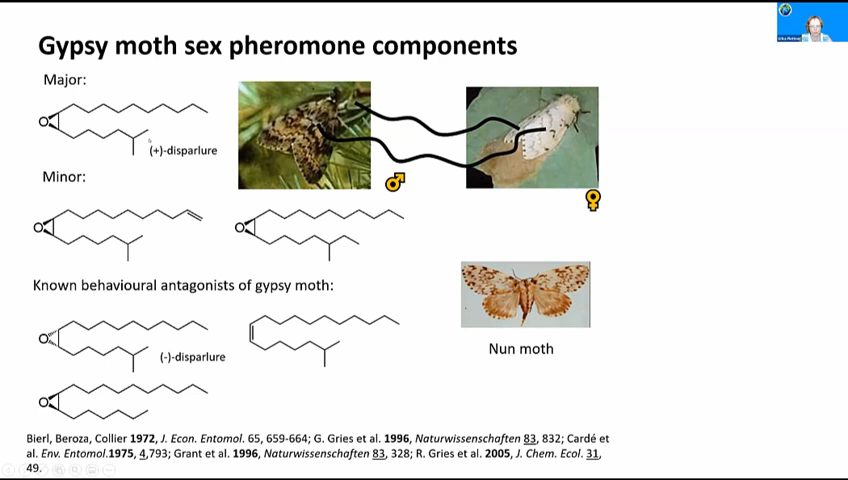 Gypsy moth sex pheromone components
Major:
O
(+)-disparlure
Minor:
O
O
Known behavioural antagonists of gypsy moth:
O
(-)-disparlure
O
Nun moth
Bierl, Beroza, Collier 1972, J. Econ. Entomol. 65, 659-664; G. Gries et al. 1996, Naturwissenschaften 83, 832; Cardé et
al. Env. Entomol.1975, 4,793; Grant et al. 1996, Naturwissenschaften 83, 328; R. Gries et al. 2005, J. Chem. Ecol. 31,
49.